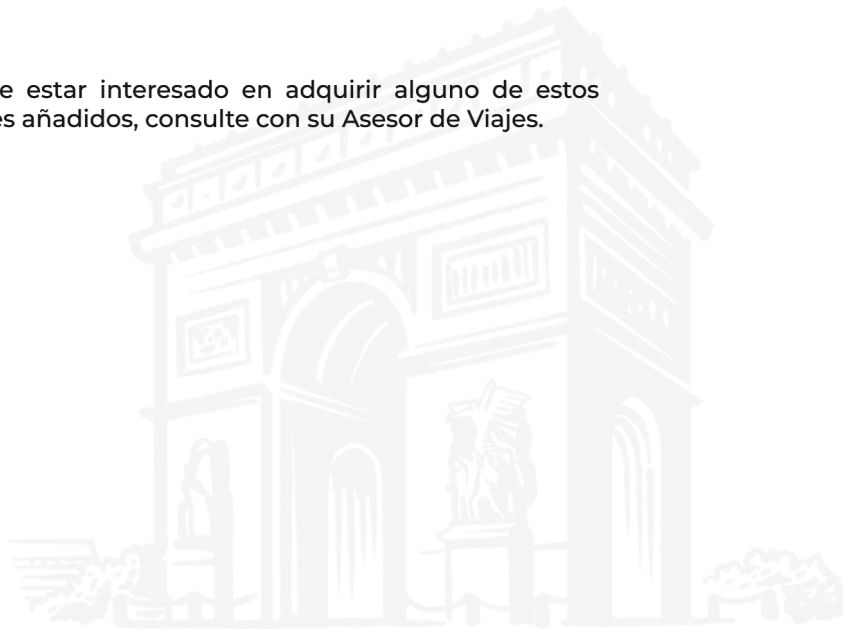 e estar interesado en adquirir alguno de estos
es añadidos, consulte con su Asesor de Viajes.